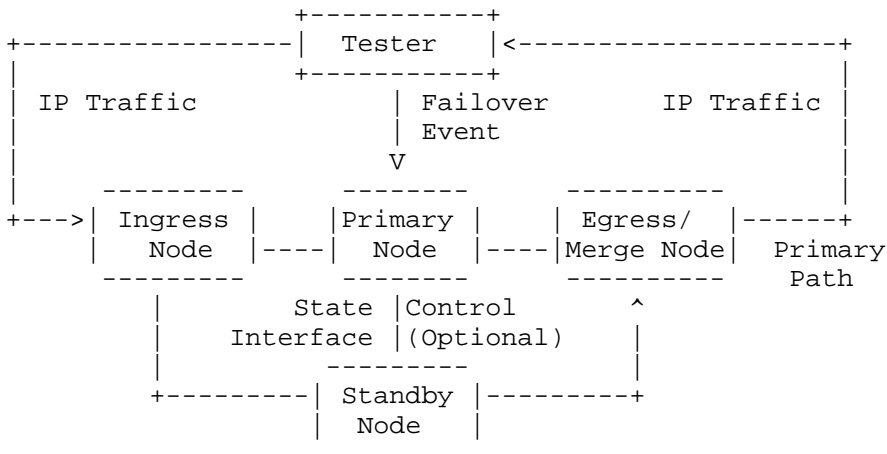 Tester
IP Traffic | Failover IP Traffic
| Event
V
Ingress Primary Egress/
Node Node Merge Node Primary
Path
State Control
Interface (Optional)
^
Standby
Node